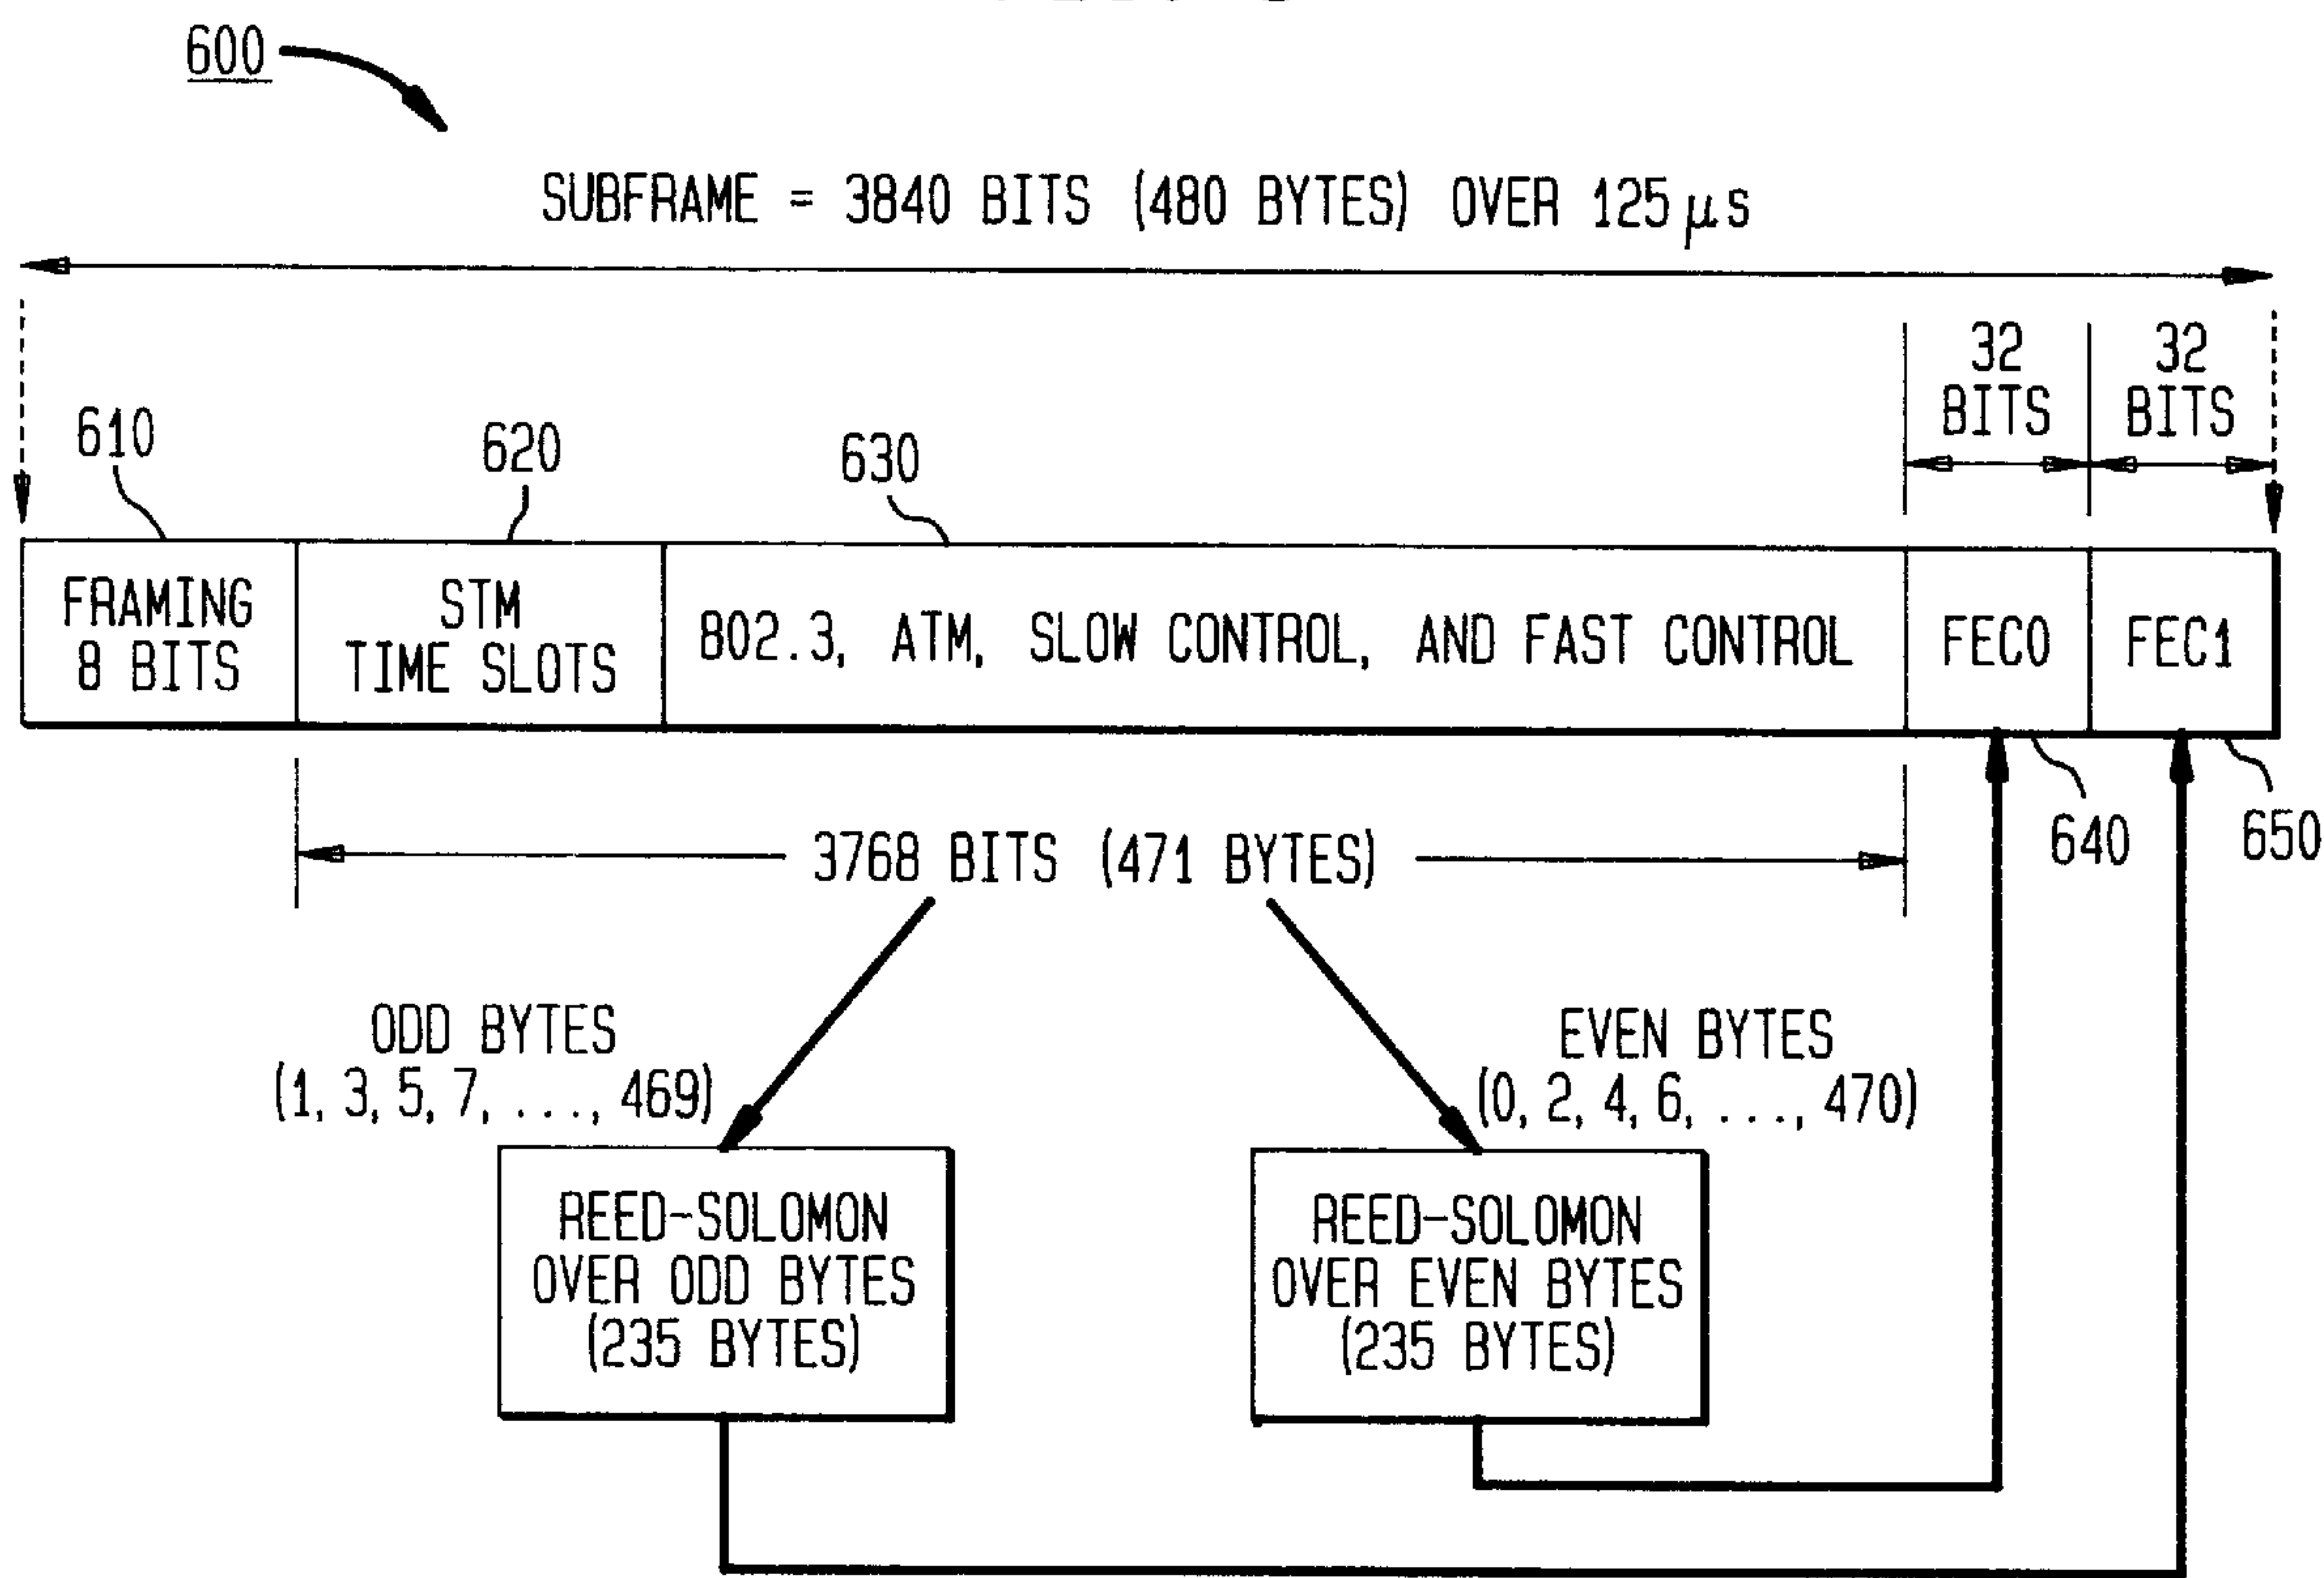 600
SUBFRAME = 3840 BITS (480 BYTES) OVER 125 μs
32
BITS
32
BITS
610
620
630
FRAMING
8 BITS
STM
TIME SLOTS
802.3, ATM, SLOW CONTROL, AND FAST CONTROL
FEC0
FEC1
640
650
3768 BITS (471 BYTES)
ODD BYTES
(1, 3, 5, 7, . . ., 469)
EVEN BYTES
(0, 2, 4, 6, . . ., 470)
REED-SOLOMON
OVER ODD BYTES
(235 BYTES)
REED-SOLOMON
OVER EVEN BYTES
(235 BYTES)